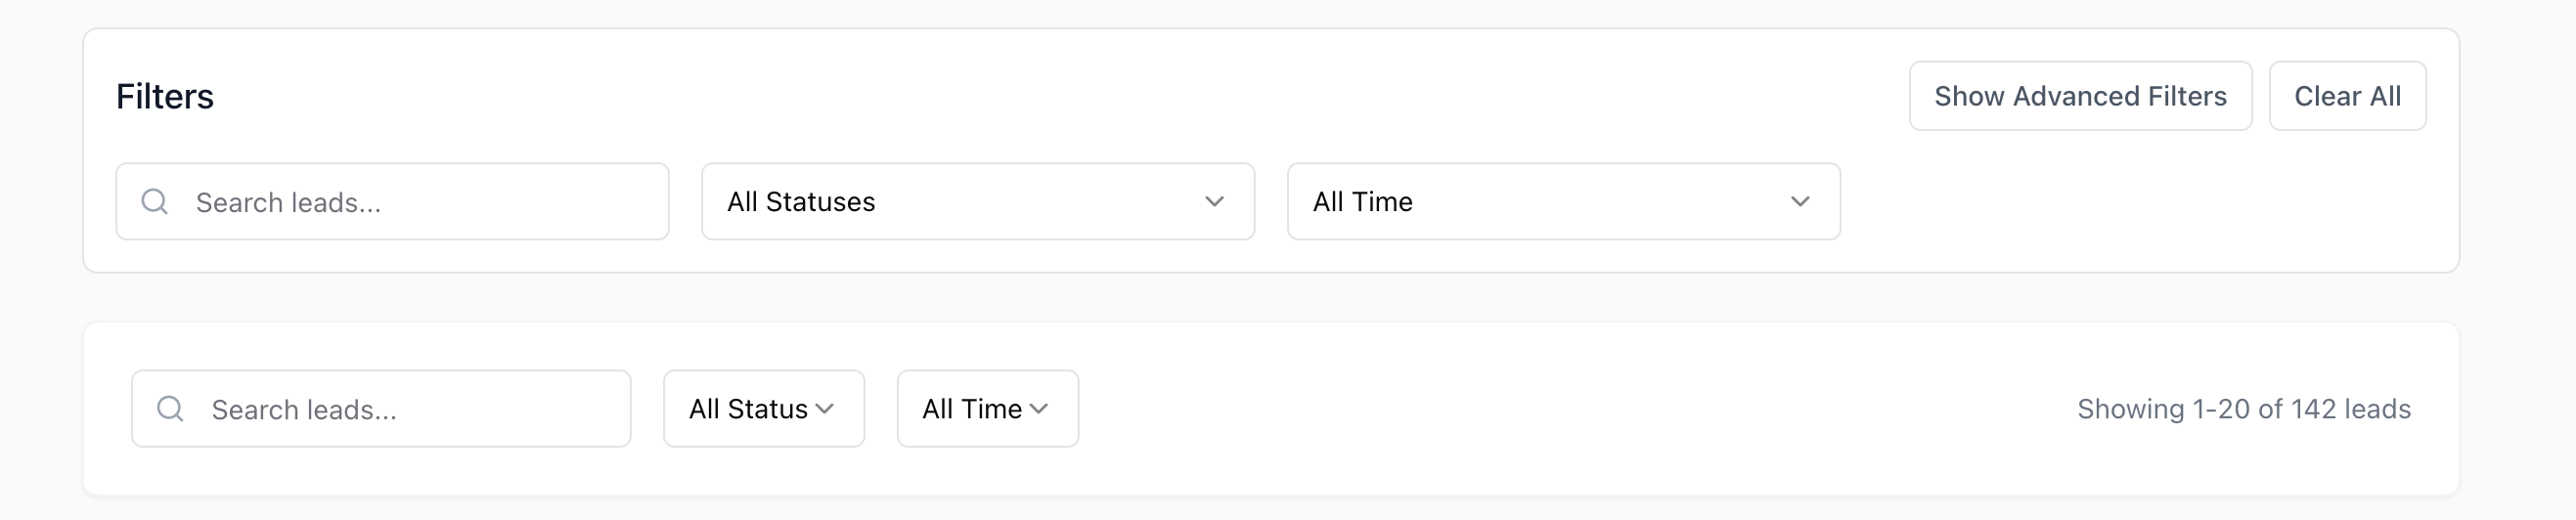 Filters
Show Advanced Filters
Clear All
Search leads...
All Statuses
All Time
Search leads...
All Status
All Time
Showing 1-20 of 142 leads